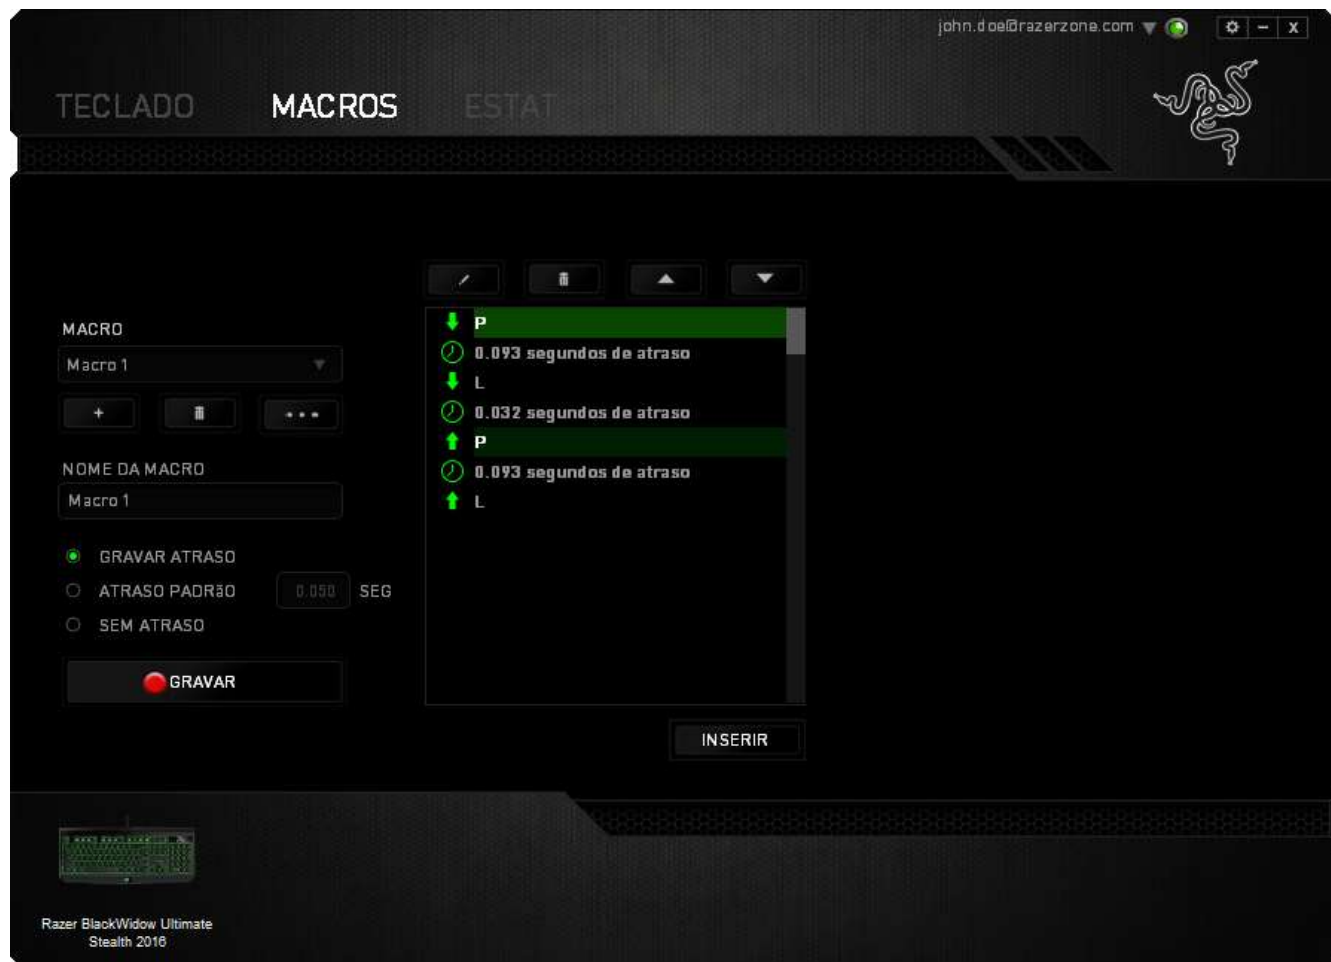 john.doe@razerzone.com
TECLADO MACROS ESTAT
MACRO
Macro 1
NOME DA MACRO
Macro 1
GRAVAR ATRASO
ATRASO PADRãO 0.050 SEG
SEM ATRASO
GRAVAR
P
0.093 segundos de atraso
L
0.032 segundos de atraso
P
0.093 segundos de atraso
L
INSERIR
Razer BlackWidow Ultimate
Stealth 2016